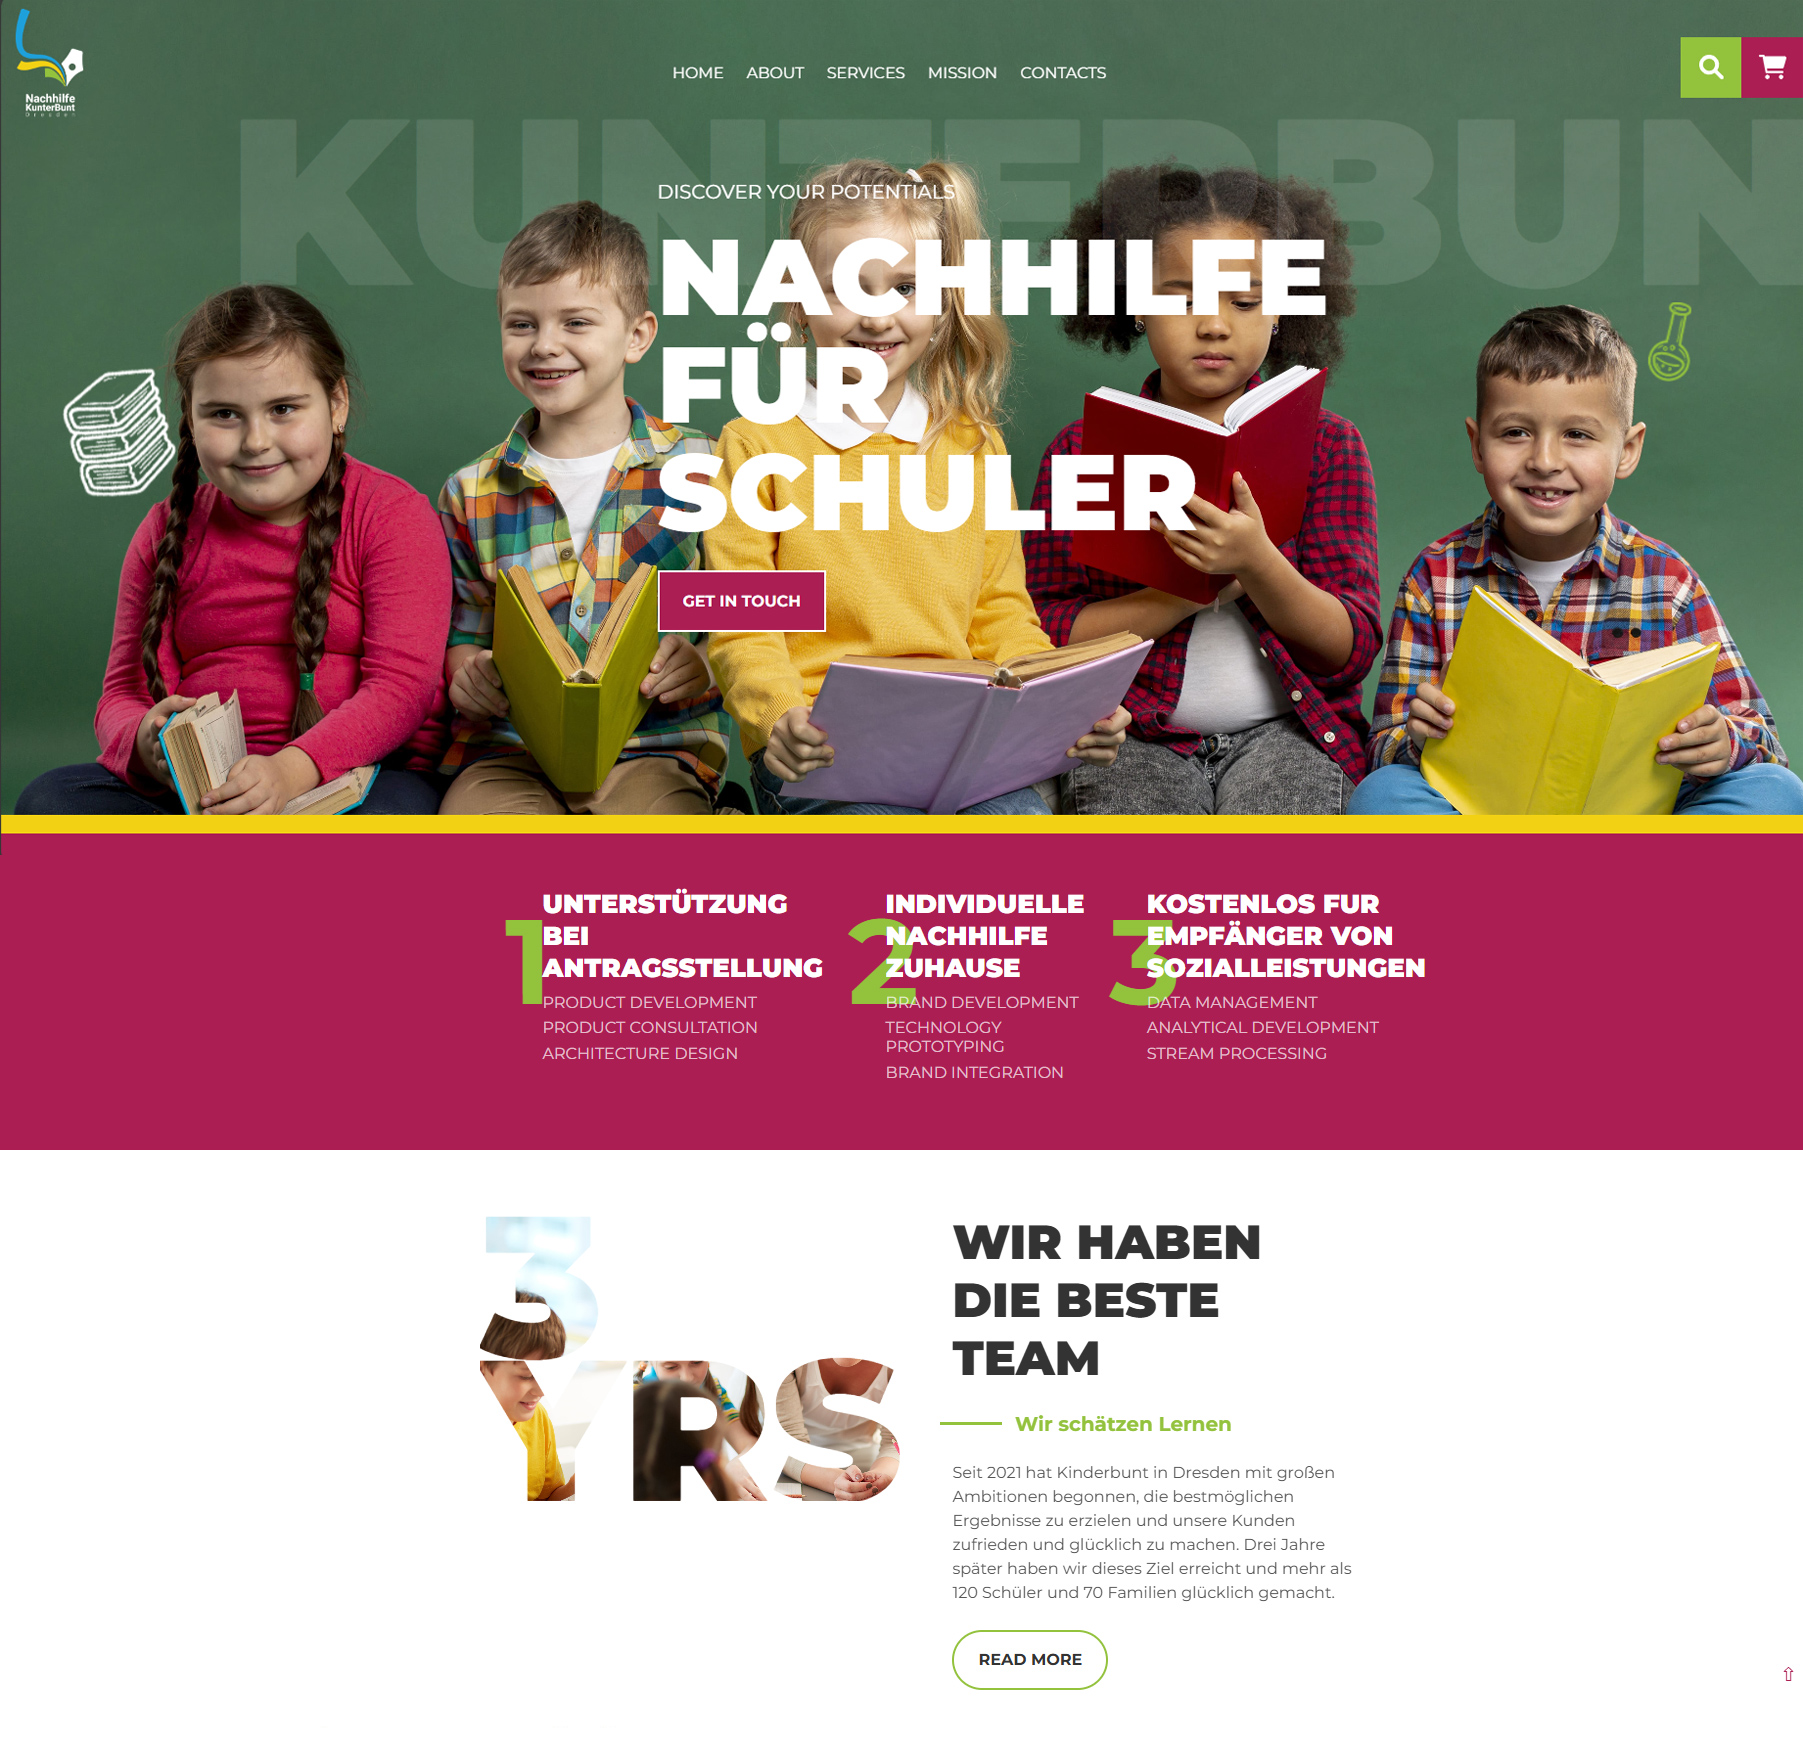 Nachhilfe
KunterBunt
Dresden
HOME ABOUT SERVICES MISSION CONTACTS
KUNTERBUN
DISCOVER YOUR POTENTIALS
NACHHILFE
FÜR
SCHULER
GET IN TOUCH
1
UNTERSTÜTZUNG
BEI
ANTRAGSSTELLUNG
PRODUCT DEVELOPMENT
PRODUCT CONSULTATION
ARCHITECTURE DESIGN
2
INDIVIDUELLE
NACHHILFE
ZUHAUSE
BRAND DEVELOPMENT
TECHNOLOGY
PROTOTYPING
BRAND INTEGRATION
3
KOSTENLOS FUR
EMPFÄNGER VON
SOZIALLEISTUNGEN
DATA MANAGEMENT
ANALYTICAL DEVELOPMENT
STREAM PROCESSING
3
YRS
WIR HABEN
DIE BESTE
TEAM
Wir schätzen Lernen
Seit 2021 hat Kinderbunt in Dresden mit großen
Ambitionen begonnen, die bestmöglichen
Ergebnisse zu erzielen und unsere Kunden
zufrieden und glücklich zu machen. Drei Jahre
später haben wir dieses Ziel erreicht und mehr als
120 Schüler und 70 Familien glücklich gemacht.
READ MORE
⇧